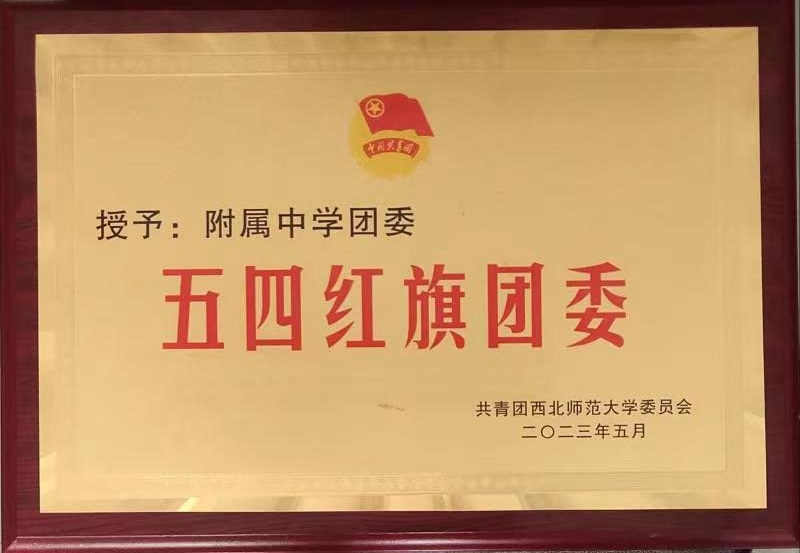 中国共青团
授予：附属中学团委
五四红旗团委
共青团西北师范大学委员会
二〇二三年五月